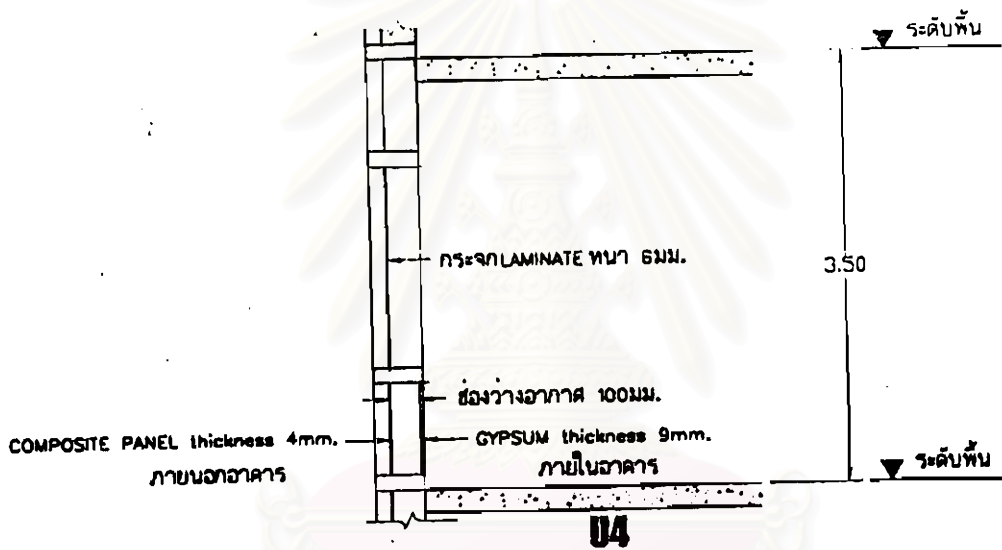 ระดับพื้น
กระจกLAMINATE หนา 6มม.
3.50
ช่องว่างอากาศ 100มม.
COMPOSITE PANEL thickness 4mm.
GYPSUM thickness 9mm.
ภายนอกอาคาร
ภายในอาคาร
ระดับพื้น
U4